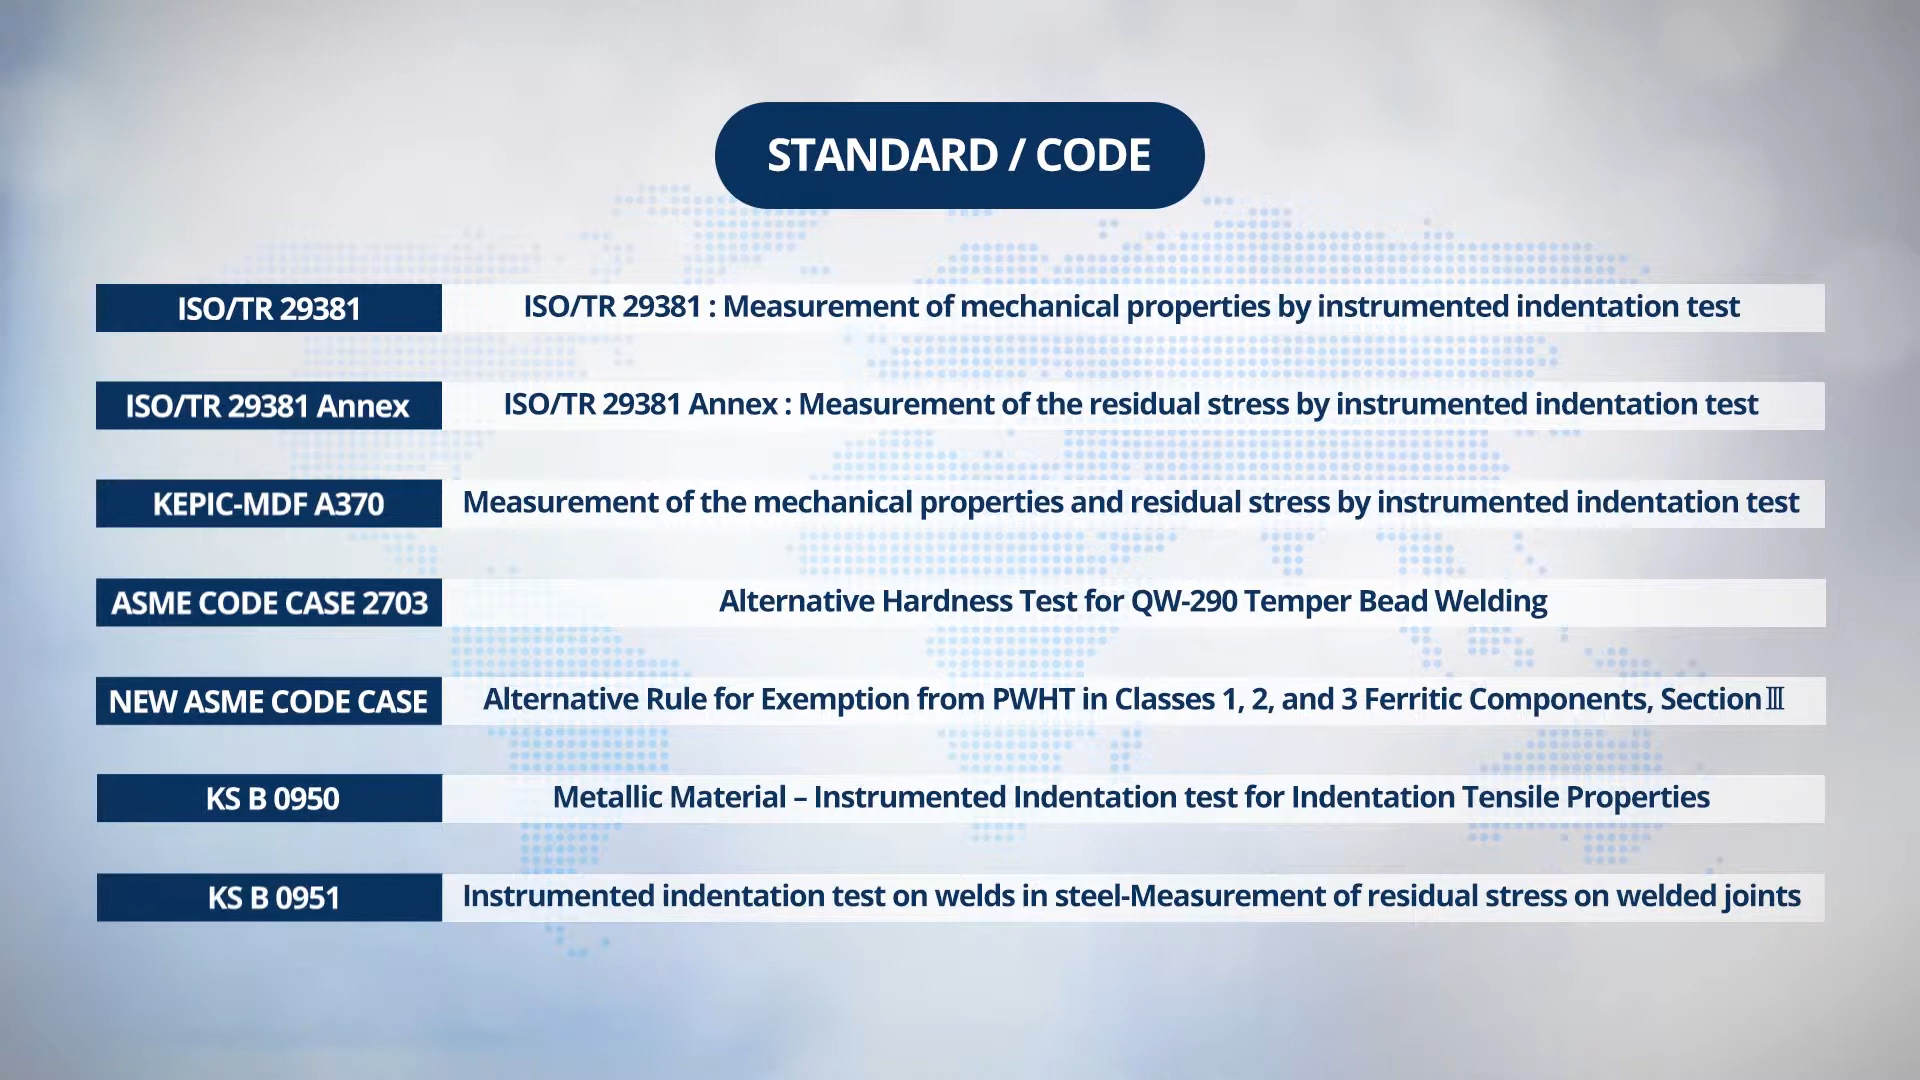 STANDARD / CODE
ISO/TR 29381
ISO/TR 29381 : Measurement of mechanical properties by instrumented indentation test
ISO/TR 29381 Annex
ISO/TR 29381 Annex : Measurement of the residual stress by instrumented indentation test
KEPIC-MDF A370
Measurement of the mechanical properties and residual stress by instrumented indentation test
ASME CODE CASE 2703
Alternative Hardness Test for QW-290 Temper Bead Welding
NEW ASME CODE CASE
Alternative Rule for Exemption from PWHT in Classes 1, 2, and 3 Ferritic Components, Section Ⅲ
KS B 0950
Metallic Material – Instrumented Indentation test for Indentation Tensile Properties
KS B 0951
Instrumented indentation test on welds in steel-Measurement of residual stress on welded joints